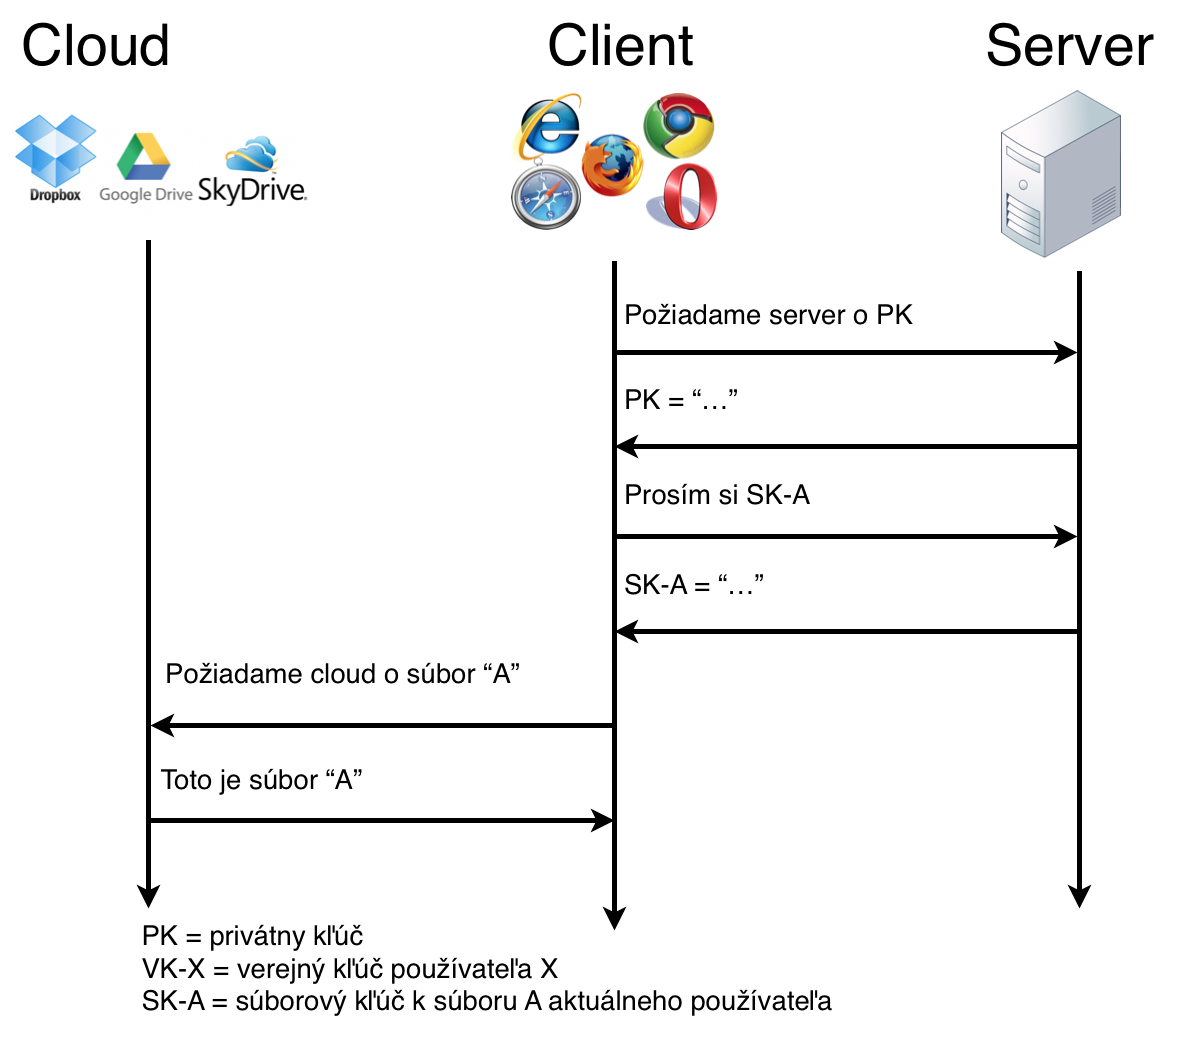 Cloud
Client
Server
Dropbox
Google Drive
SkyDrive.
Požiadame server o PK
PK = “…”
Prosím si SK-A
SK-A = “…”
Požiadame cloud o súbor “A”
Toto je súbor “A”
PK = privátny kľúč
VK-X = verejný kľúč používateľa X
SK-A = súborový kľúč k súboru A aktuálneho používateľa